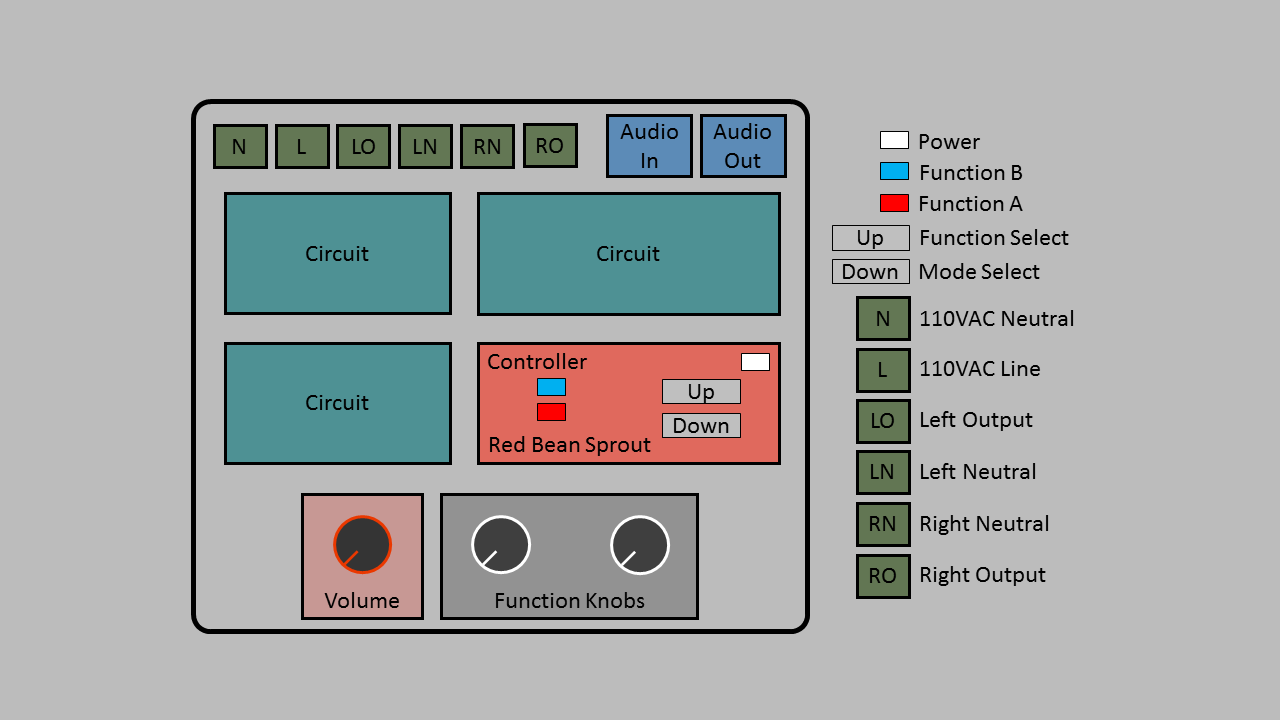 N L LO LN RN RO
Audio In
Audio Out
Circuit
Circuit
Circuit
Controller
Up
Down
Red Bean Sprout
Volume
Function Knobs
Power
Function B
Function A
Up Function Select
Down Mode Select
N 110VAC Neutral
L 110VAC Line
LO Left Output
LN Left Neutral
RN Right Neutral
RO Right Output